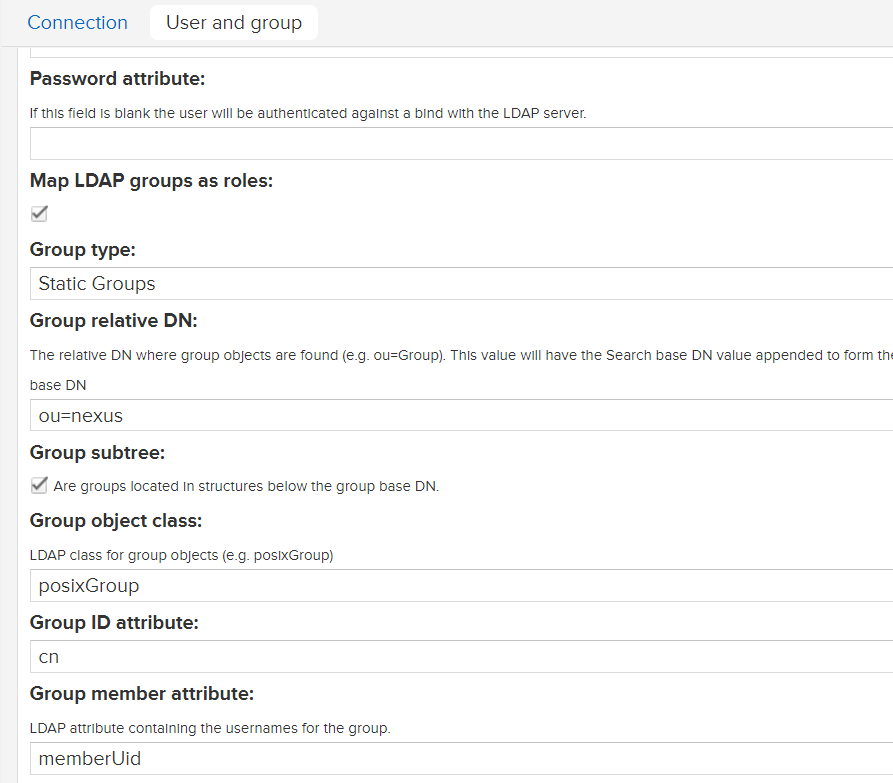 Connection User and group
Password attribute:
If this field is blank the user will be authenticated against a bind with the LDAP server.
Map LDAP groups as roles:
Group type:
Static Groups
Group relative DN:
The relative DN where group objects are found (e.g. ou=Group). This value will have the Search base DN value appended to form the
base DN
ou=nexus
Group subtree:
Are groups located in structures below the group base DN.
Group object class:
LDAP class for group objects (e.g. posixGroup)
posixGroup
Group ID attribute:
cn
Group member attribute:
LDAP attribute containing the usernames for the group.
memberUid